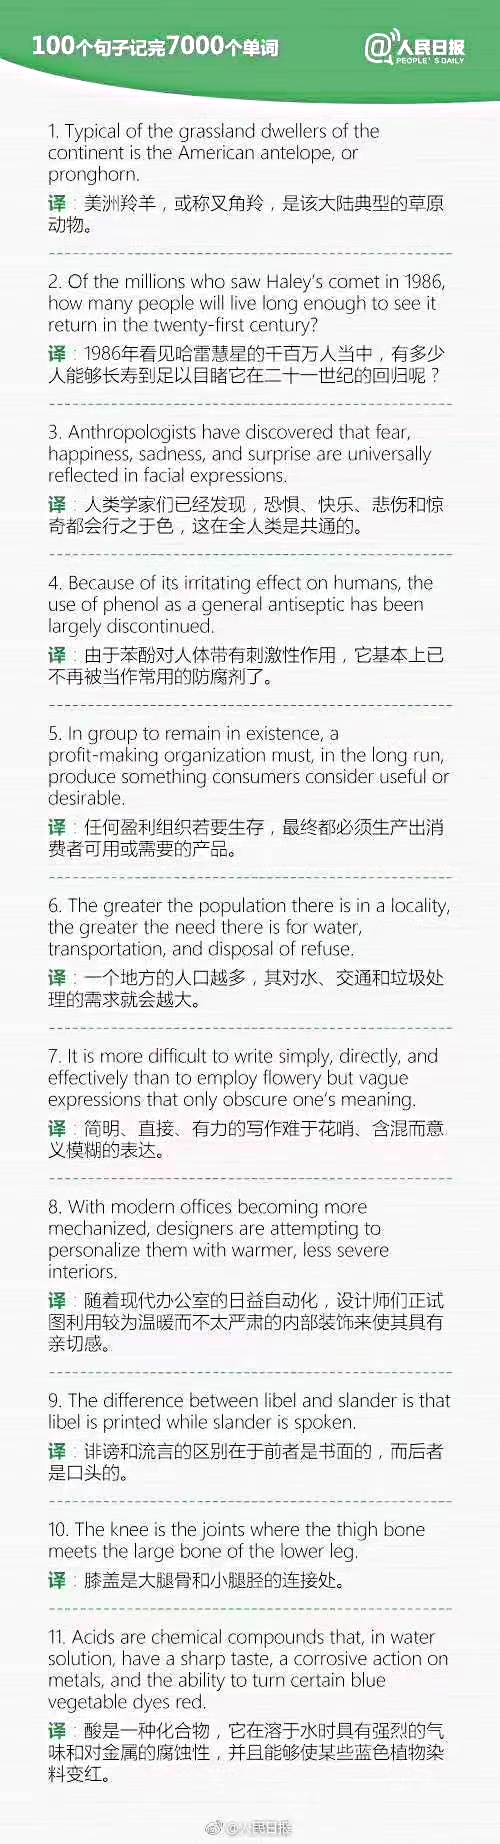 100个句子记完7000个单词
@人民日报
PEOPLE'S DAILY
1. Typical of the grassland dwellers of the
continent is the American antelope, or
pronghorn.
译：美洲羚羊，或称叉角羚，是该大陆典型的草原
动物。
2. Of the millions who saw Haley's comet in 1986,
how many people will live long enough to see it
return in the twenty-first century?
译：1986年看见哈雷慧星的千百万人当中，有多少
人能够长寿到足以目睹它在二十一世纪的回归呢？
3. Anthropologists have discovered that fear,
happiness, sadness, and surprise are universally
reflected in facial expressions.
译：人类学家们已经发现，恐惧、快乐、悲伤和惊
奇都会行之于色，这在全人类是共通的。
4. Because of its irritating effect on humans, the
use of phenol as a general antiseptic has been
largely discontinued.
译：由于苯酚对人体带有刺激性作用，它基本上已
不再被当作常用的防腐剂了。
5. In group to remain in existence, a
profit-making organization must, in the long run,
produce something consumers consider useful or
desirable.
译：任何盈利组织若要生存，最终都必须生产出消
费者可用或需要的产品。
6. The greater the population there is in a locality,
the greater the need there is for water,
transportation, and disposal of refuse.
译：一个地方的人口越多，其对水、交通和垃圾处
理的需求就会越大。
7. It is more difficult to write simply, directly, and
effectively than to employ flowery but vague
expressions that only obscure one's meaning.
译：简明、直接、有力的写作难于花哨、含混而意
义模糊的表达。
8. With modern offices becoming more
mechanized, designers are attempting to
personalize them with warmer, less severe
interiors.
译：随着现代办公室的日益自动化，设计师们正试
图利用较为温暖而不太严肃的内部装饰来使其具有
亲切感。
9. The difference between libel and slander is that
libel is printed while slander is spoken.
译：诽谤和流言的区别在于前者是书面的，而后者
是口头的。
10. The knee is the joints where the thigh bone
meets the large bone of the lower leg.
译：膝盖是大腿骨和小腿胫的连接处。
11. Acids are chemical compounds that, in water
solution, have a sharp taste, a corrosive action on
metals, and the ability to turn certain blue
vegetable dyes red.
译：酸是一种化合物，它在溶于水时具有强烈的气
味和对金属的腐蚀性，并且能够使某些蓝色植物染
料变红。
@人民日报